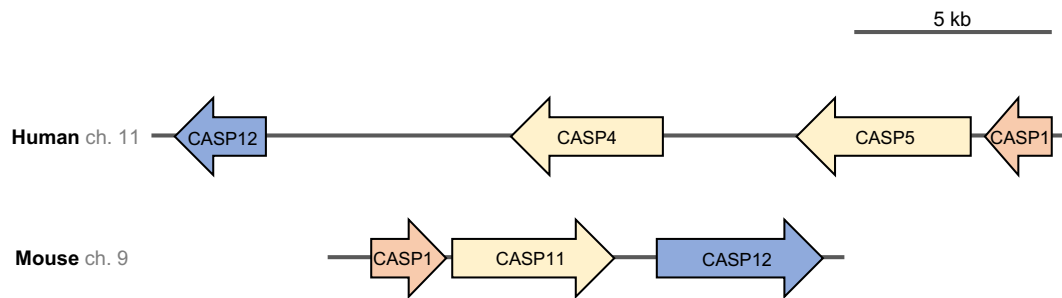 5 kb
Human ch. 11
CASP12
CASP4
CASP5
CASP1
Mouse ch. 9
CASP1
CASP11
CASP12